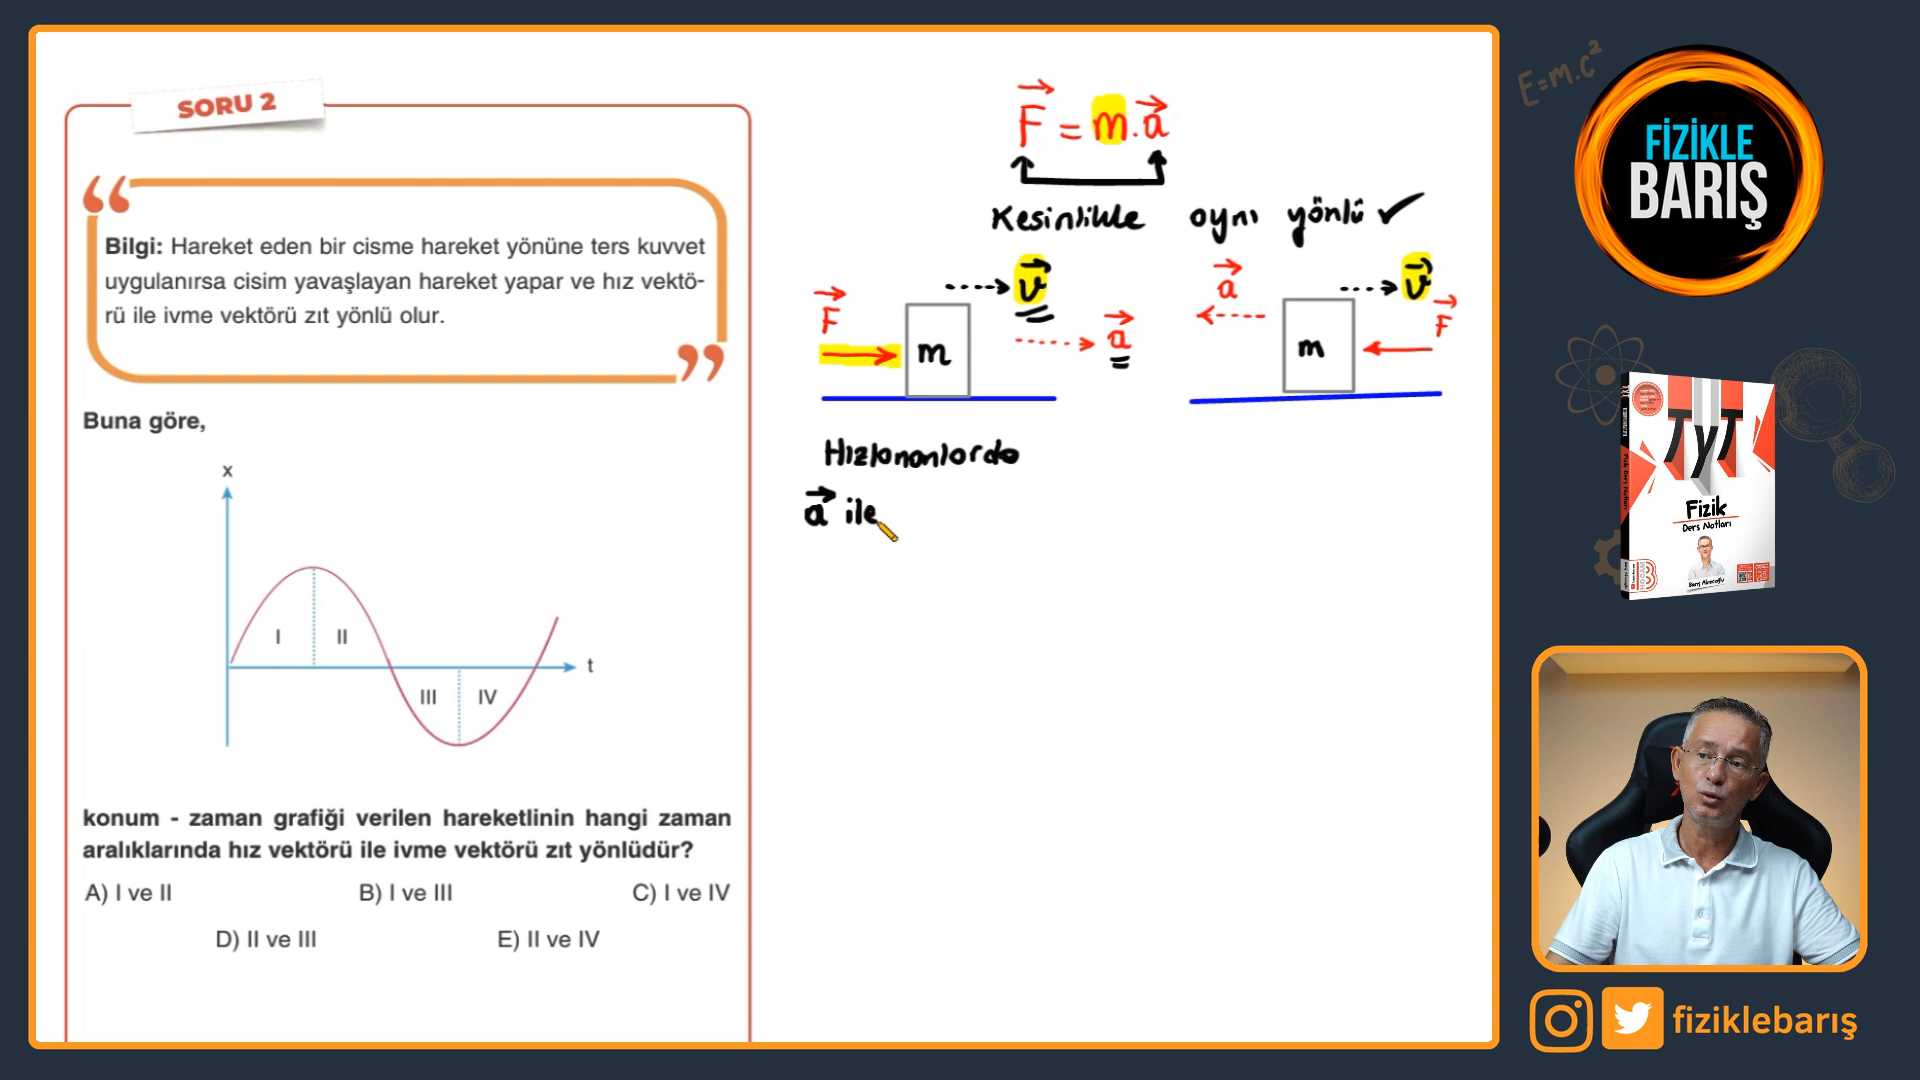 SORU 2
Bilgi: Hareket eden bir cisme hareket yönüne ters kuvvet
uygulanırsa cisim yavaşlayan hareket yapar ve hız vektö-
rü ile ivme vektörü zıt yönlü olur.
Buna göre,
x
I II
t
III IV
konum - zaman grafiği verilen hareketlinin hangi zaman
aralıklarında hız vektörü ile ivme vektörü zıt yönlüdür?
A) I ve II B) I ve III C) I ve IV
D) II ve III E) II ve IV
F = m.a
Kesinlikle aynı yönlü ✓
F m v a
a m v F
Hızlananlarda
a ile
E=m.c²
FİZİKLE
BARIŞ
TYT
Fizik
Ders Notları
fiziklebarış